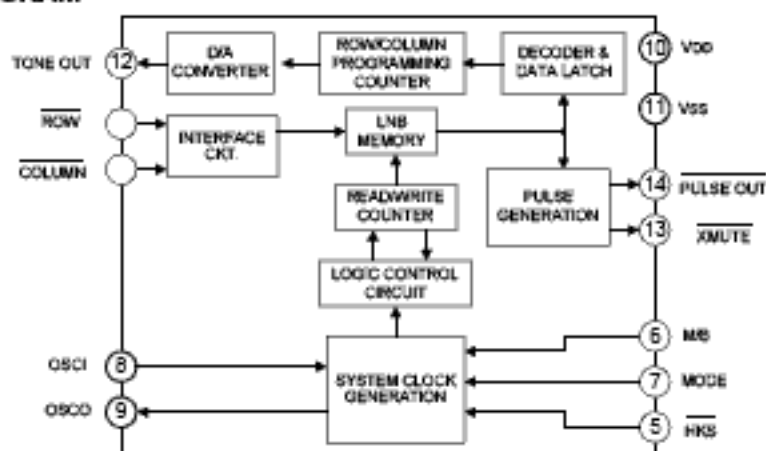 TONE OUT
12
D/A
CONVERTER
ROW/COLUMN
PROGRAMMING
COUNTER
DECODER &
DATA LATCH
10 VDD
ROW
INTERFACE
CKT.
LNB
MEMORY
11 VSS
COLUMN
READ/WRITE
COUNTER
PULSE
GENERATION
14 PULSE OUT
13 XMUTE
LOGIC CONTROL
CIRCUIT
6 M/B
OSCI 8
SYSTEM CLOCK
GENERATION
7 MODE
OSCO 9
5 HKS